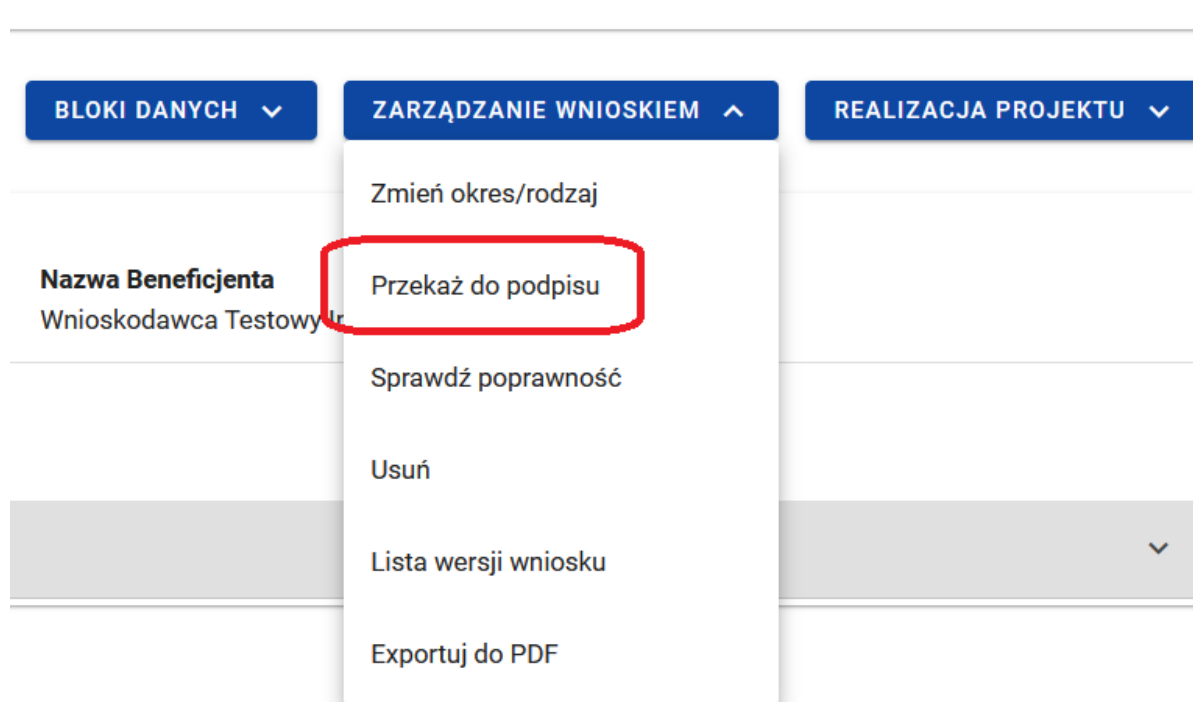 BLOKI DANYCH
ZARZĄDZANIE WNIOSKIEM
REALIZACJA PROJEKTU
Zmień okres/rodzaj
Nazwa Beneficjenta
Przekaż do podpisu
Wnioskodawca Testowy
Sprawdź poprawność
Usuń
Lista wersji wniosku
Exportuj do PDF